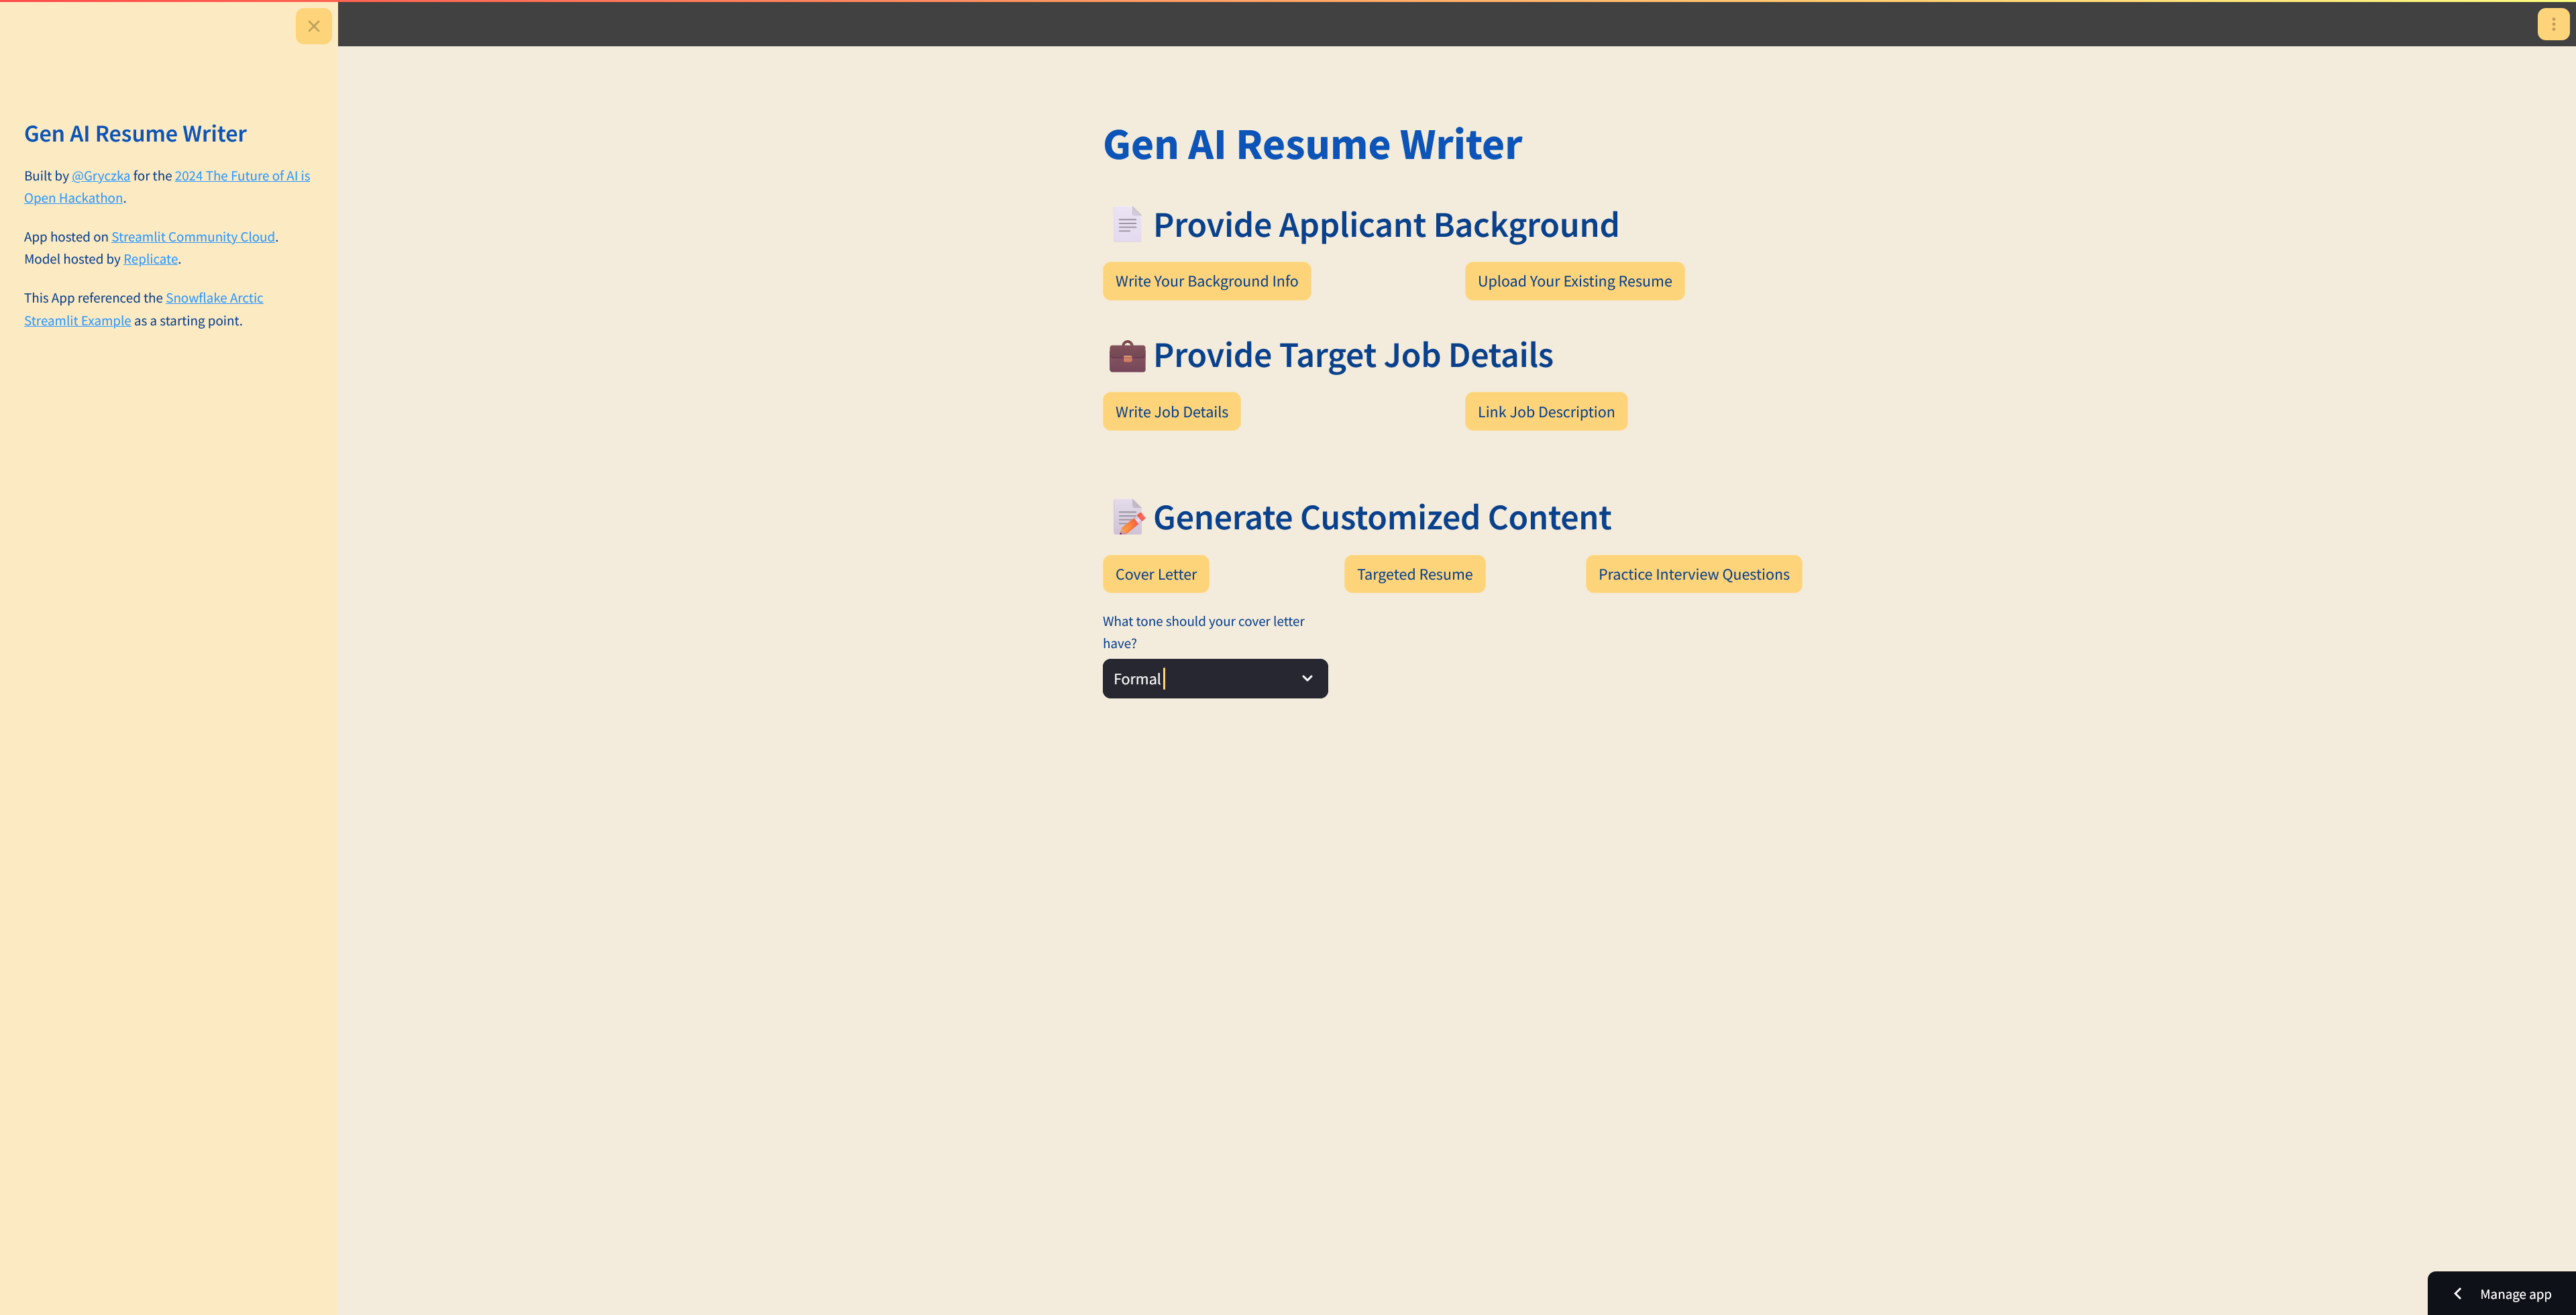 Gen AI Resume Writer
Built by @Gryczka for the 2024 The Future of AI is
Open Hackathon.
App hosted on Streamlit Community Cloud.
Model hosted by Replicate.
This App referenced the Snowflake Arctic
Streamlit Example as a starting point.
Gen AI Resume Writer
Provide Applicant Background
Write Your Background Info
Upload Your Existing Resume
Provide Target Job Details
Write Job Details
Link Job Description
Generate Customized Content
Cover Letter
Targeted Resume
Practice Interview Questions
What tone should your cover letter
have?
Formal
Manage app